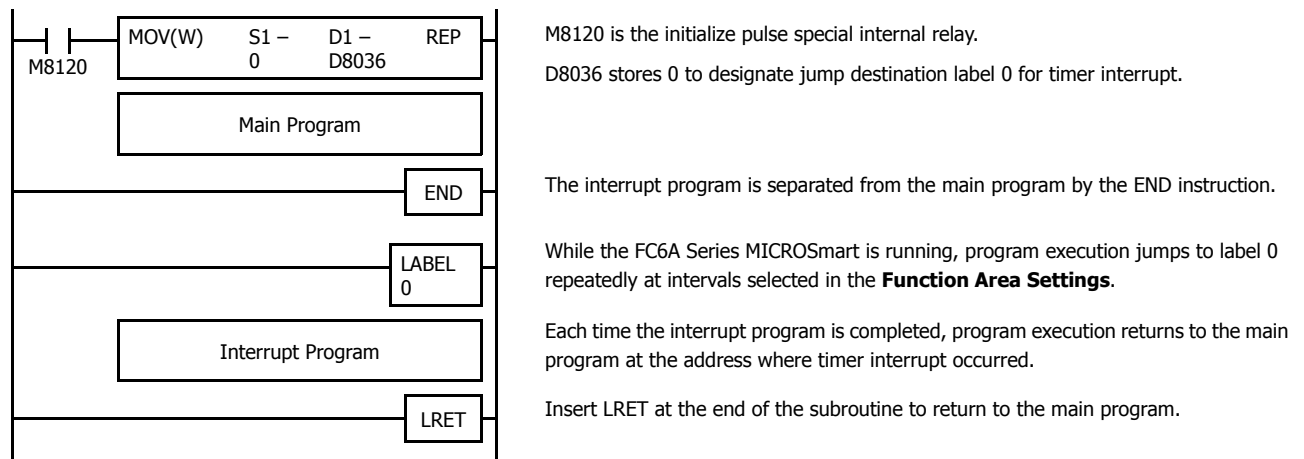 MOV(W) S1 – D1 – REP
0 D8036
M8120
M8120 is the initialize pulse special internal relay.
D8036 stores 0 to designate jump destination label 0 for timer interrupt.
Main Program
END
The interrupt program is separated from the main program by the END instruction.
LABEL
0
While the FC6A Series MICROSmart is running, program execution jumps to label 0
repeatedly at intervals selected in the Function Area Settings.
Interrupt Program
Each time the interrupt program is completed, program execution returns to the main
program at the address where timer interrupt occurred.
LRET
Insert LRET at the end of the subroutine to return to the main program.